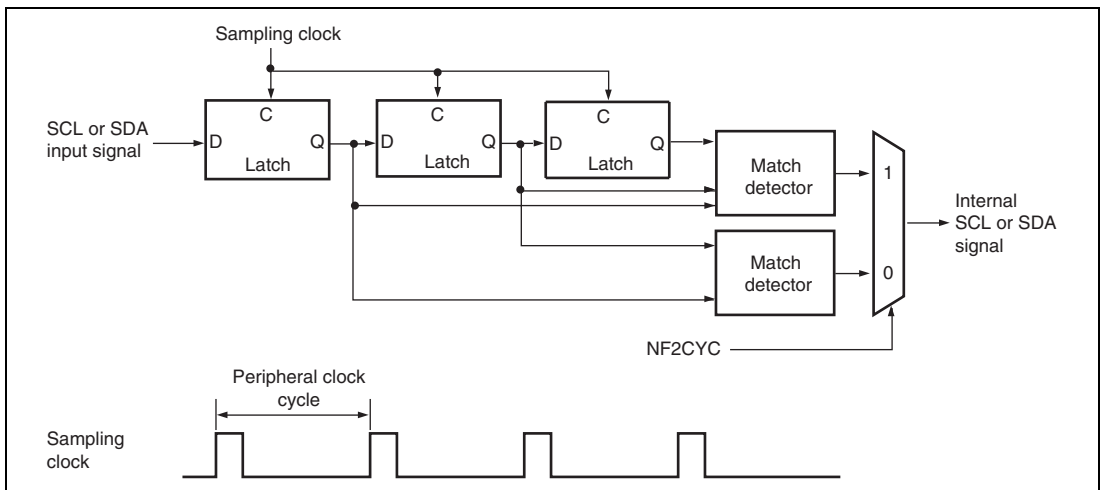 Sampling clock
SCL or SDA
input signal
C
D
Q
Latch
C
D
Q
Latch
C
D
Q
Latch
Match
detector
Match
detector
1
0
Internal
SCL or SDA
signal
NF2CYC
Peripheral clock
cycle
Sampling
clock